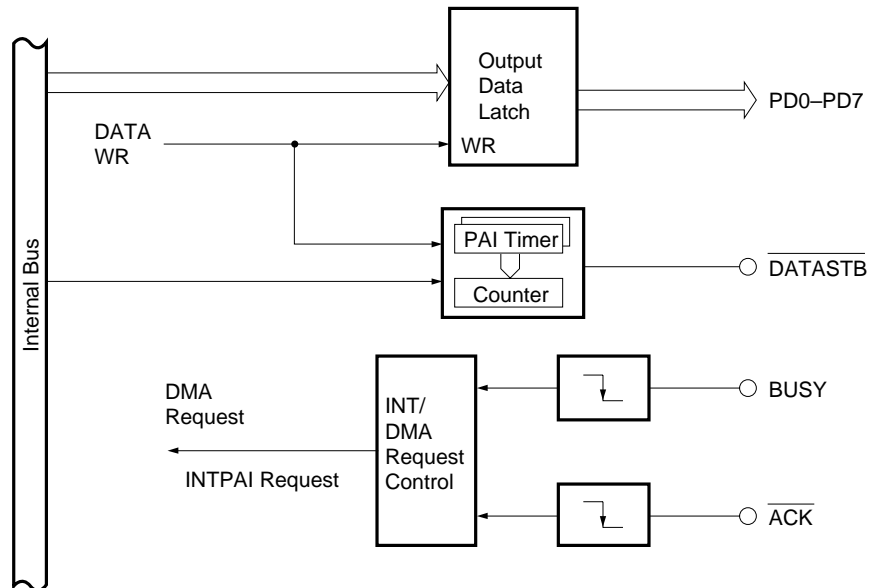 Output
Data
Latch
WR
PD0–PD7
DATA
WR
PAI Timer
Counter
DATASTB
Internal Bus
BUSY
DMA
Request
INT/
DMA
Request
Control
INTPAI Request
ACK